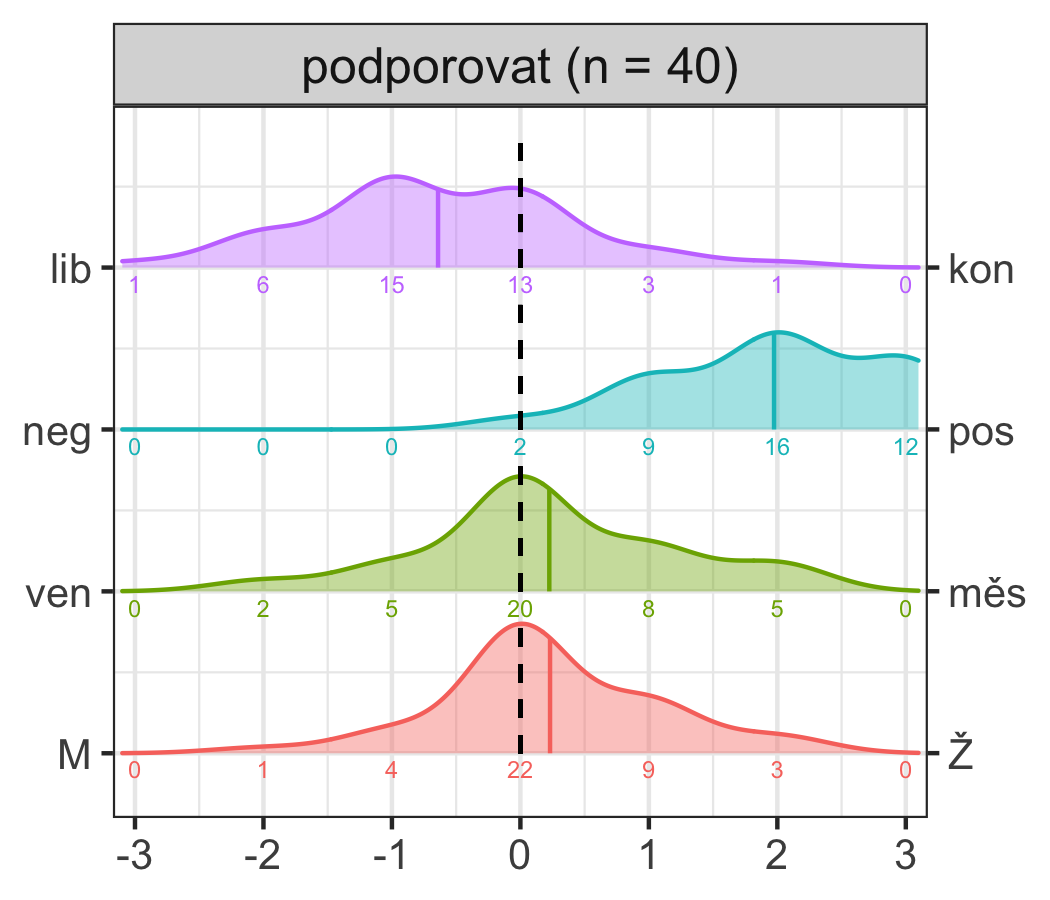 podporovat (n = 40)
lib kon
1 6 15 13 3 1 0
neg pos
0 0 0 2 9 16 12
ven měs
0 2 5 20 8 5 0
M Ž
0 1 4 22 9 3 0
-3 -2 -1 0 1 2 3